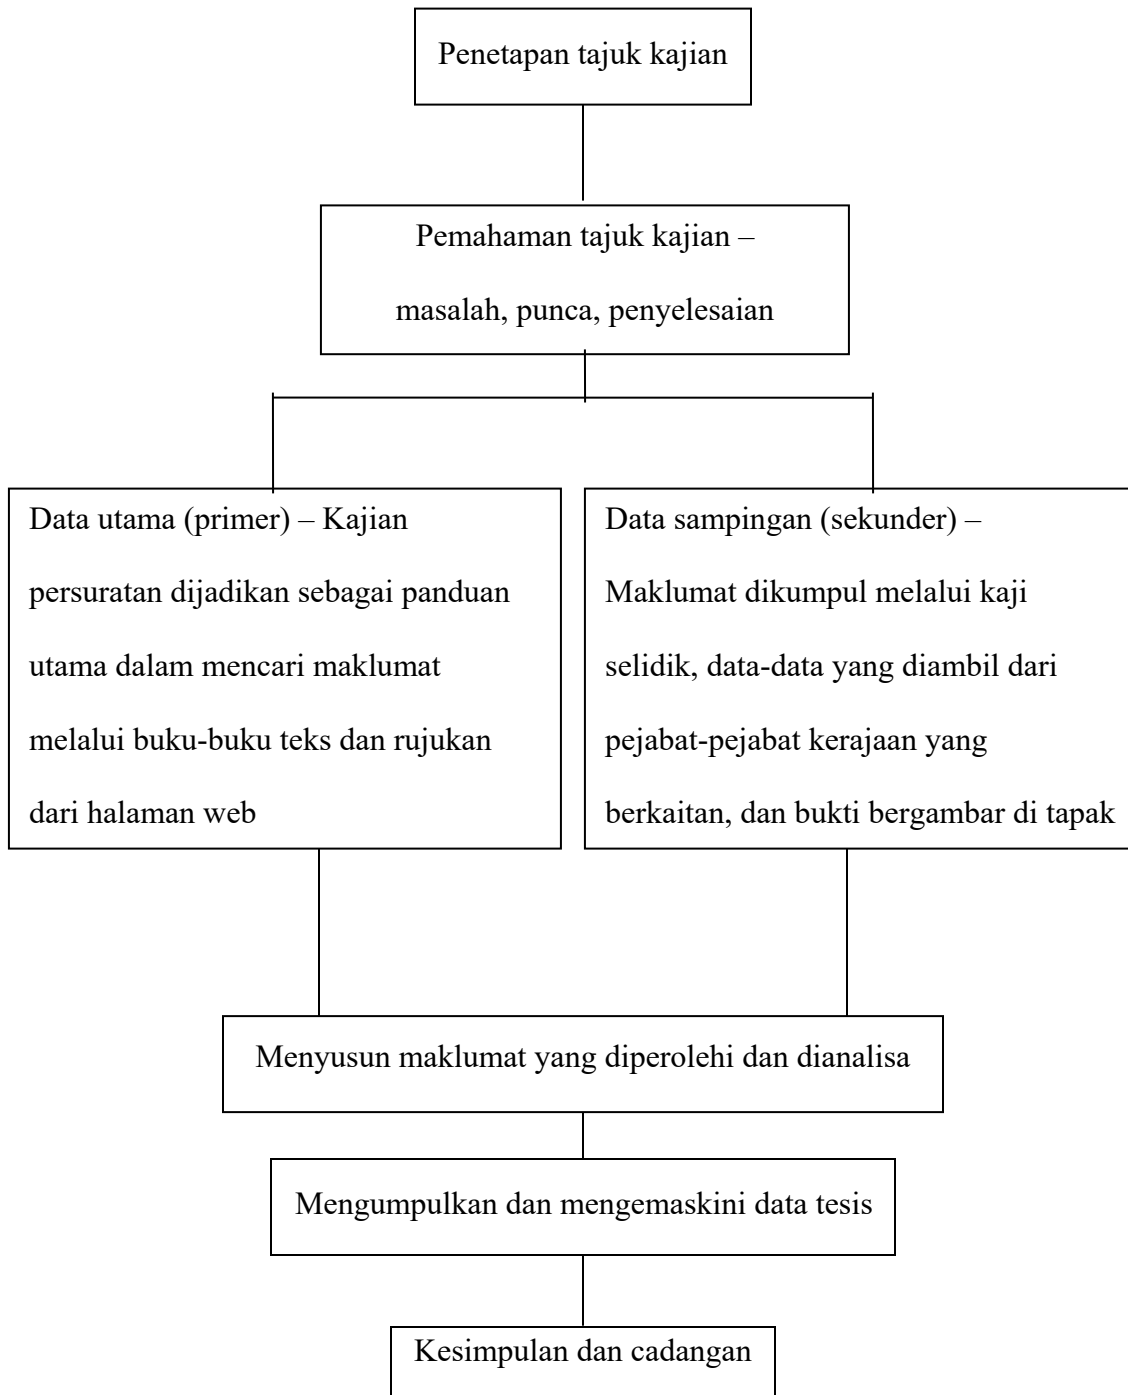 Penetapan tajuk kajian
Pemahaman tajuk kajian –
masalah, punca, penyelesaian
Data utama (primer) – Kajian
persuratan dijadikan sebagai panduan
utama dalam mencari maklumat
melalui buku-buku teks dan rujukan
dari halaman web
Data sampingan (sekunder) –
Maklumat dikumpul melalui kaji
selidik, data-data yang diambil dari
pejabat-pejabat kerajaan yang
berkaitan, dan bukti bergambar di tapak
Menyusun maklumat yang diperolehi dan dianalisa
Mengumpulkan dan mengemaskini data tesis
Kesimpulan dan cadangan